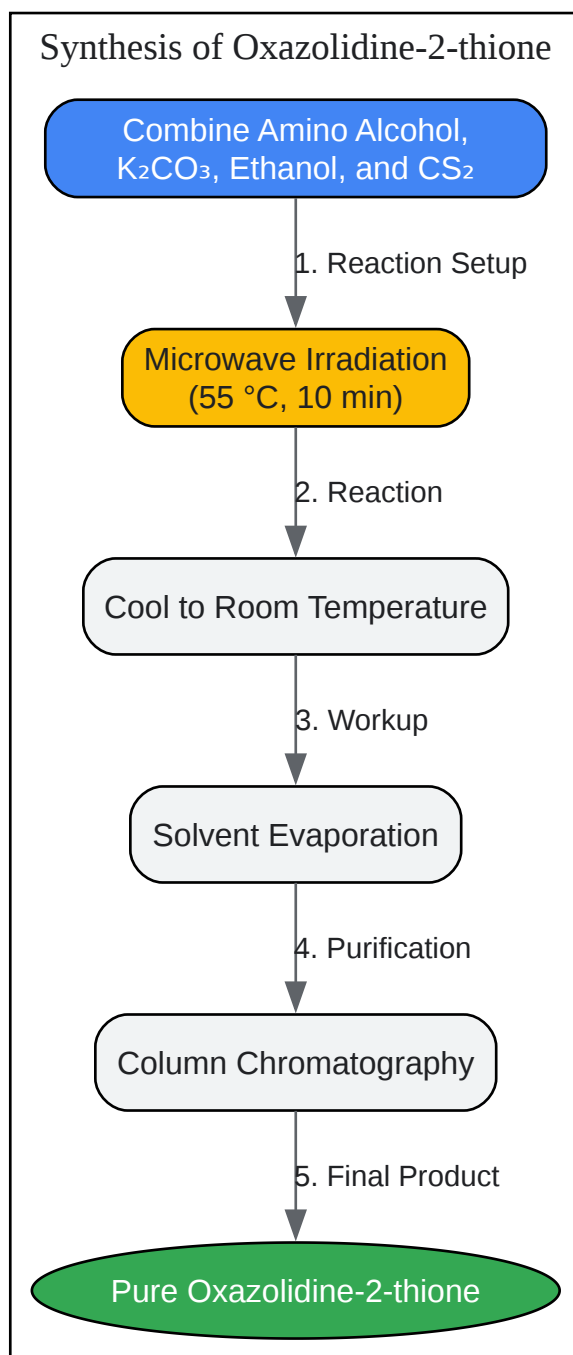 Synthesis of Oxazolidine-2-thione
Combine Amino Alcohol,
K₂CO₃, Ethanol, and CS₂
1. Reaction Setup
Microwave Irradiation
(55 °C, 10 min)
2. Reaction
Cool to Room Temperature
3. Workup
Solvent Evaporation
4. Purification
Column Chromatography
5. Final Product
Pure Oxazolidine-2-thione